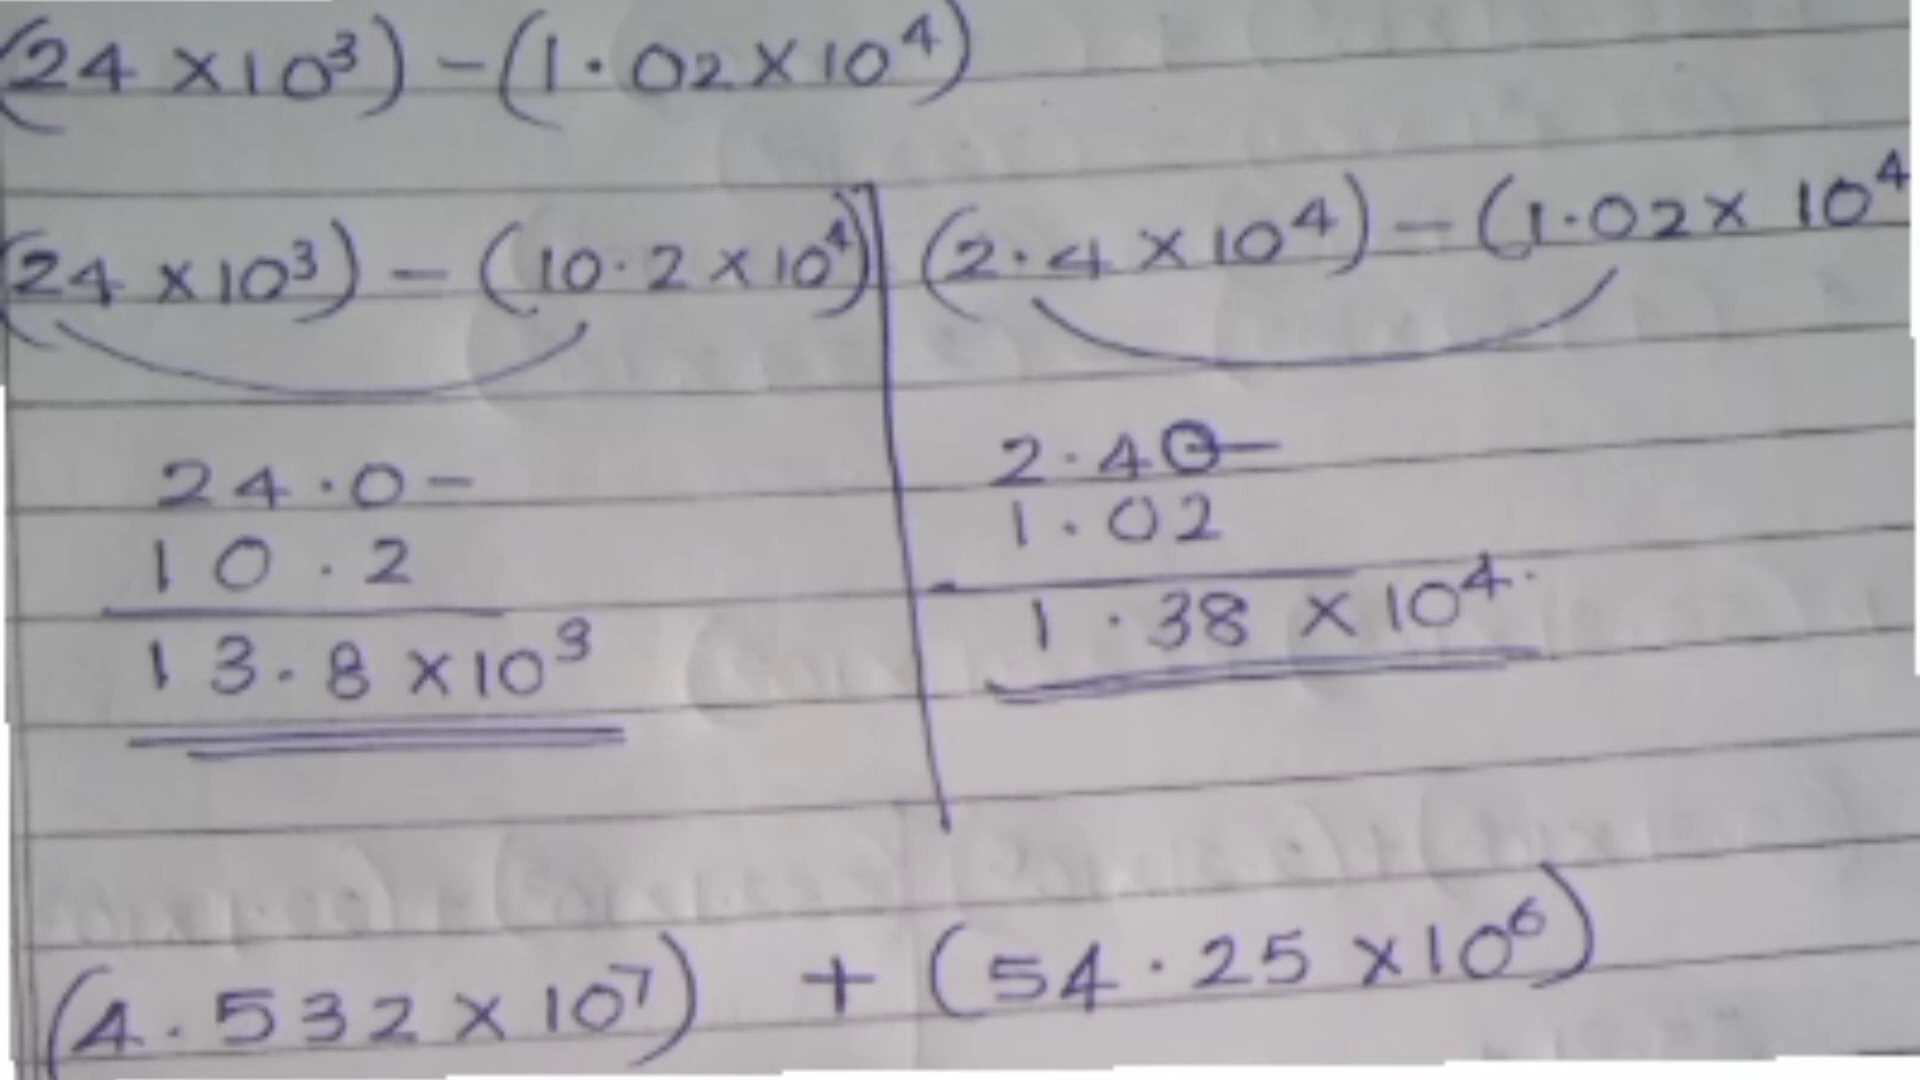 (24 × 10³) - (1.02 × 10⁴)
(24 × 10³) - (10.2 × 10⁴)
24.0 -
10.2
13.8 × 10³
(2.4 × 10⁴) - (1.02 × 10⁴
2.40 -
1.02
1.38 × 10⁴.
(4.532 × 10⁷) + (54.25 × 10⁶)